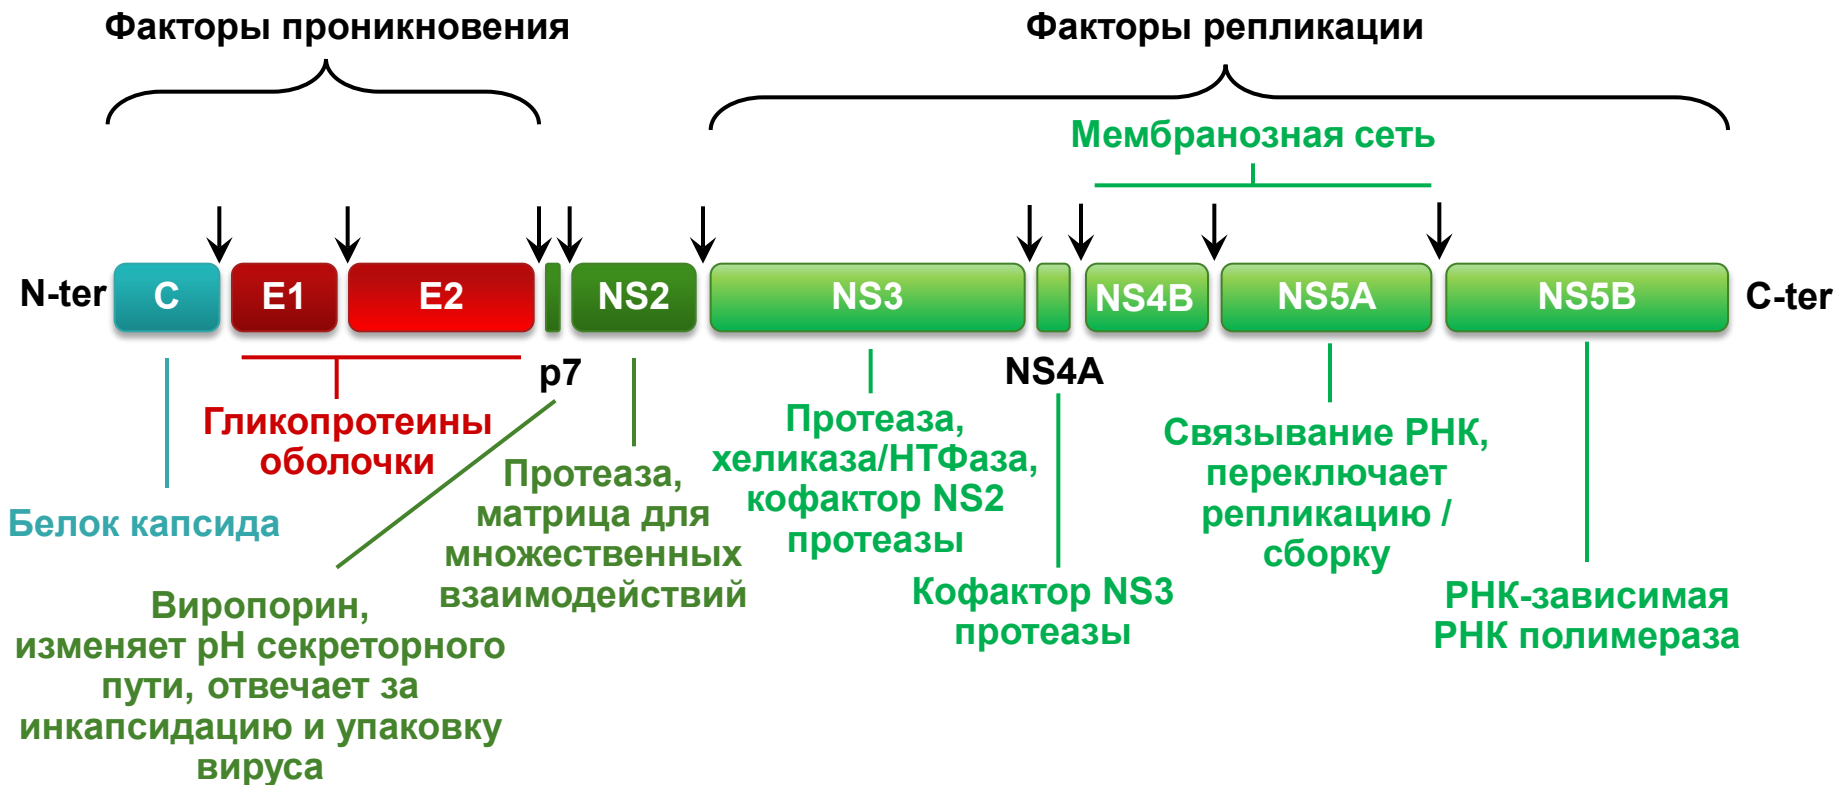 Факторы проникновения
Факторы репликации
Мембранозная сеть
N-ter
C
E1
E2
NS2
NS3
NS4B
NS5A
NS5B
C-ter
p7
NS4A
Гликопротеины
оболочки
Белок капсида
Виропорин,
изменяет pH секреторного
пути, отвечает за
инкапсидацию и упаковку
вируса
Протеаза,
матрица для
множественных
взаимодействий
Протеаза,
хеликаза/НТФаза,
кофактор NS2
протеазы
Кофактор NS3
протеазы
Связывание РНК,
переключает
репликацию /
сборку
РНК-зависимая
РНК полимераза